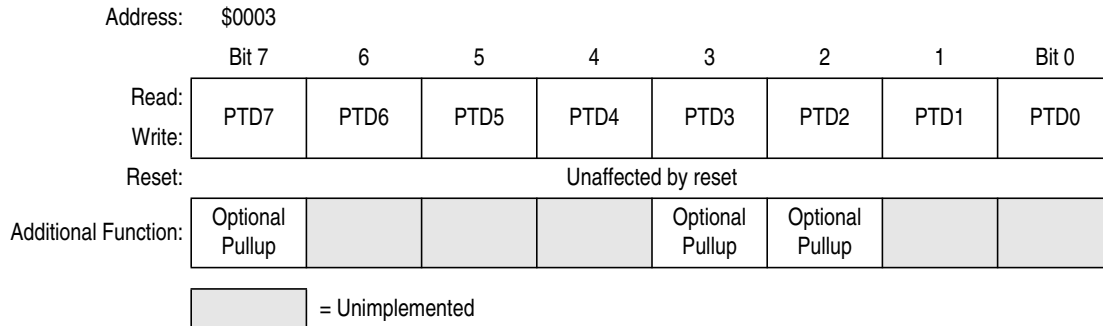 Address: $0003
Bit 7 6 5 4 3 2 1 Bit 0
Read:
PTD7 PTD6 PTD5 PTD4 PTD3 PTD2 PTD1 PTD0
Write:
Reset: Unaffected by reset
Additional Function: Optional Pullup Optional Pullup Optional Pullup
= Unimplemented